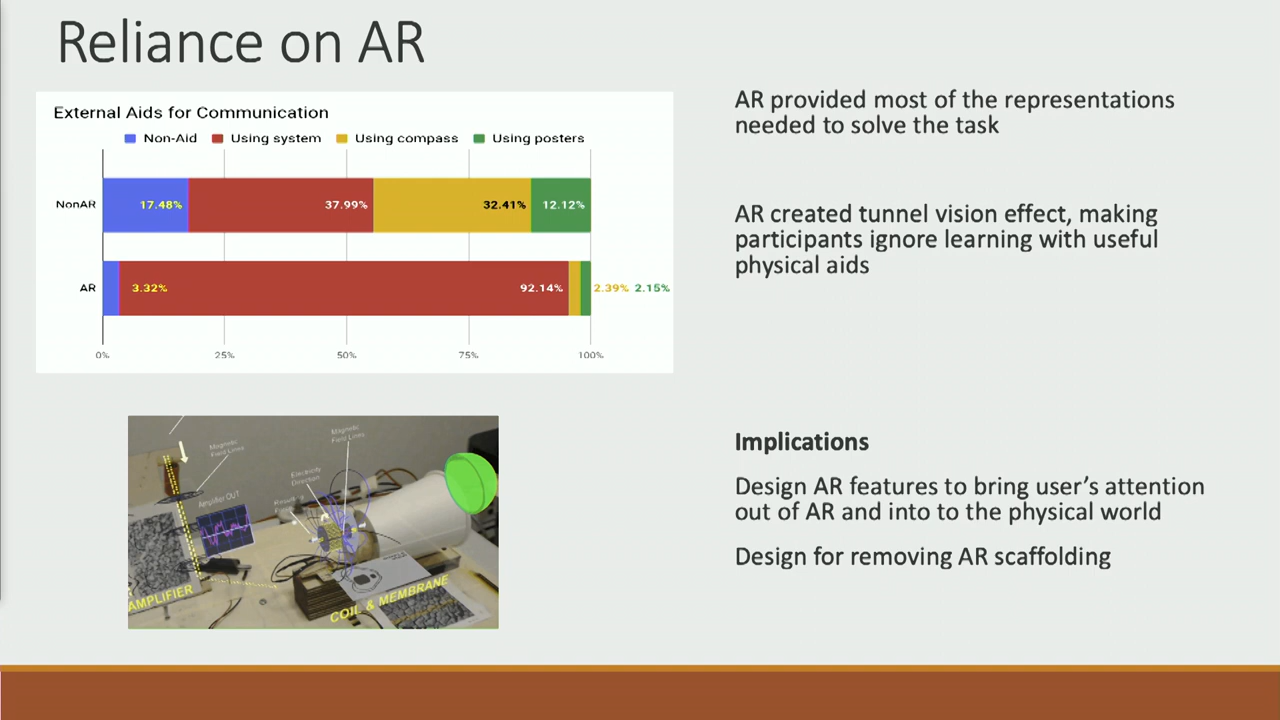 Reliance on AR
External Aids for Communication
Non-Aid Using system Using compass Using posters
NonAR 17.48% 37.99% 32.41% 12.12%
AR 3.32% 92.14% 2.39% 2.15%
0% 25% 50% 75% 100%
AR provided most of the representations
needed to solve the task
AR created tunnel vision effect, making
participants ignore learning with useful
physical aids
Magnetic
Field Lines
Magnetic
Field Lines
Electricity
Direction
Amplifier OUT
AMPLIFIER
COIL & MEMBRANE
Implications
Design AR features to bring user’s attention
out of AR and into to the physical world
Design for removing AR scaffolding